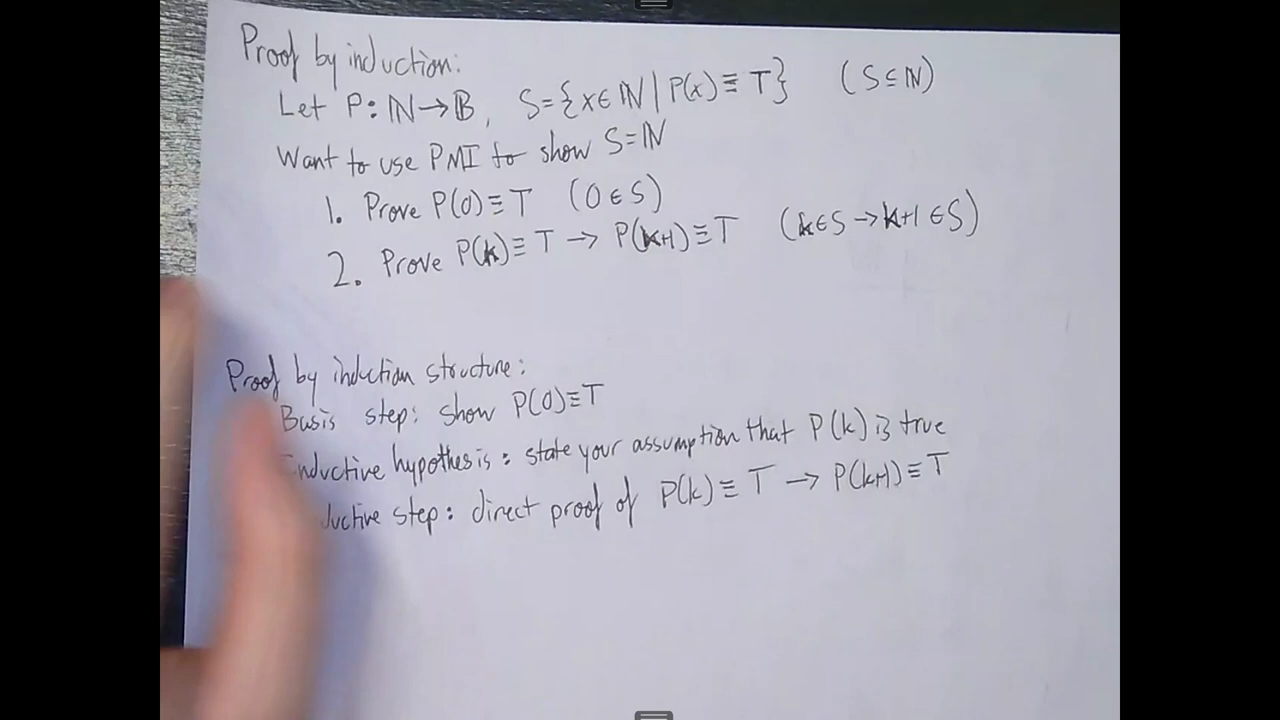 Proof by induction:
Let P: ℕ→𝔹, S={x∈ℕ | P(x)≡T} (S⊆ℕ)
Want to use PMI to show S=ℕ
1. Prove P(0)≡T (0∈S)
2. Prove P(k)≡T → P(k+1)≡T (k∈S → k+1∈S)
Proof by induction structure:
Basis step: show P(0)≡T
Inductive hypothesis: state your assumption that P(k) is true
ductive step: direct proof of P(k)≡T → P(k+1)≡T